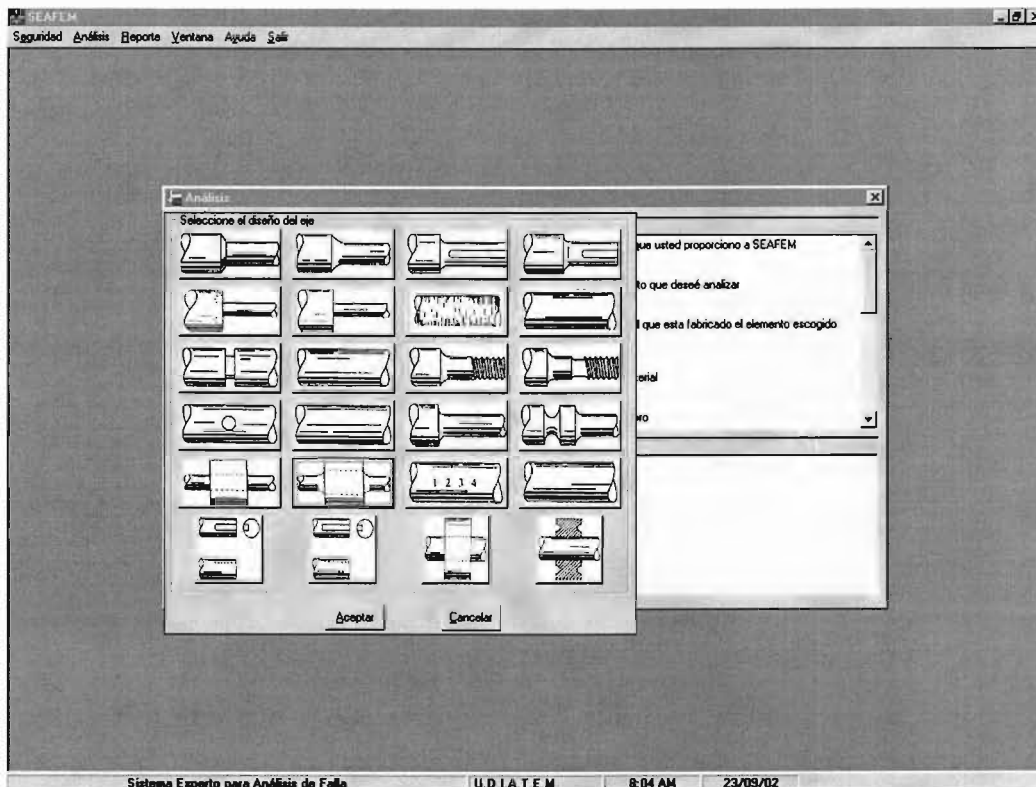 SEAFEM
Seguridad Análisis Reporte Ventana Ayuda Salir
Análisis
Seleccione el diseño del eje
que usted proporciono a SEAFEM
to que deseé analizar
l que esta fabricado el elemento escogido
terial
oro
1 2 3 4
Aceptar
Cancelar
Sistema Experto para Análisis de Falla
U.D.I.A.T.E.M.
8:04 AM
23/09/02